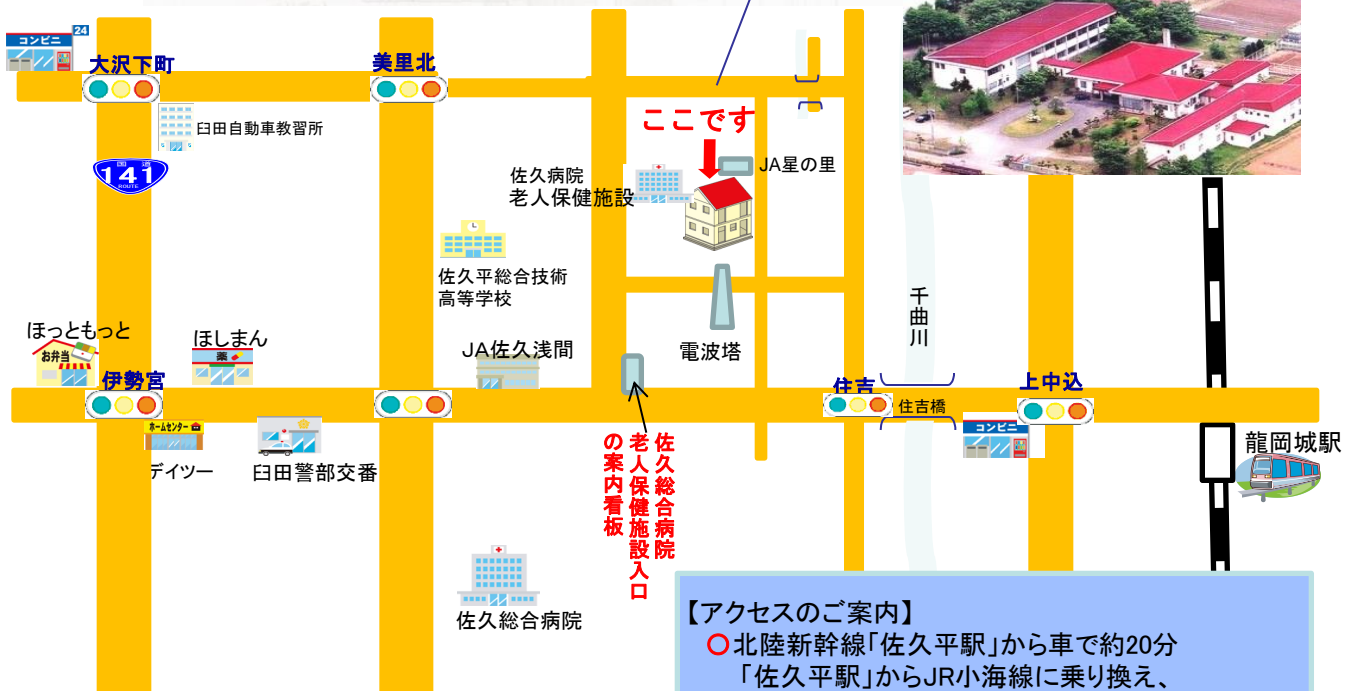 24
コンビニ
大沢下町
美里北
臼田自動車教習所
国道
141
ROUTE
ここです
JA星の里
佐久病院
老人保健施設
佐久平総合技術
高等学校
千曲川
ほっともっと
お弁当
ほしまん
薬
JA佐久浅間
電波塔
伊勢宮
住吉
住吉橋
上中込
コンビニ
龍岡城駅
ホームセンター
デイツー
臼田警部交番
佐久総合病院
老人保健施設入口
の案内看板
佐久総合病院
【アクセスのご案内】
○北陸新幹線「佐久平駅」から車で約20分
「佐久平駅」からJR小海線に乗り換え、